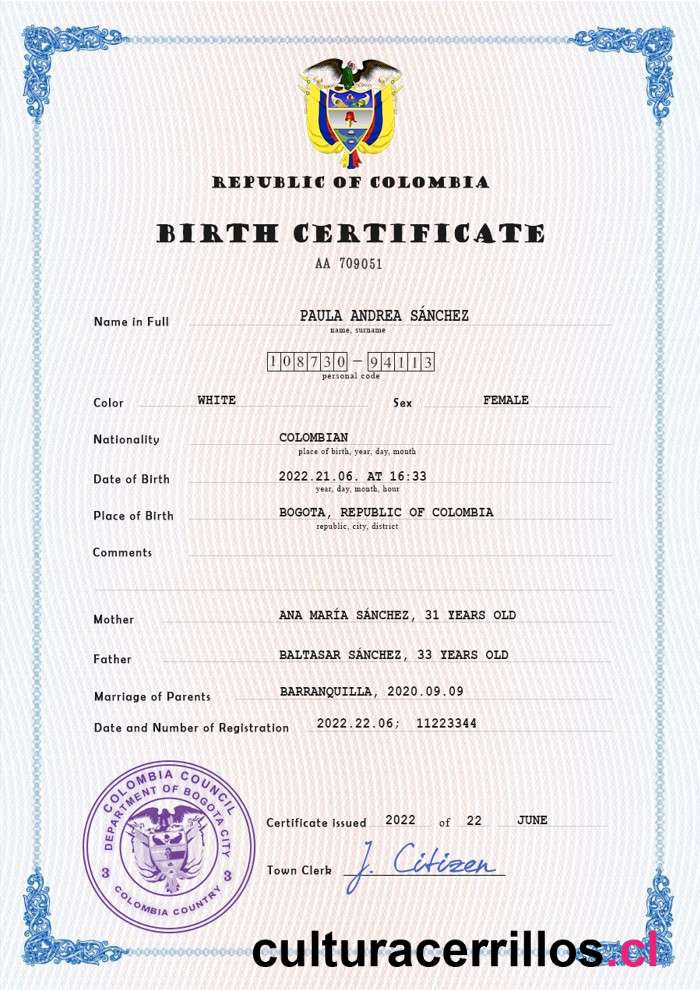 REPUBLIC OF COLOMBIA
BIRTH CERTIFICATE
AA 709051
Name in Full PAULA ANDREA SÁNCHEZ
name, surname
108730-94113
personal code
Color WHITE Sex FEMALE
Nationality COLOMBIAN
place of birth, year, day, month
Date of Birth 2022.21.06. AT 16:33
year, day, month, hour
Place of Birth BOGOTA, REPUBLIC OF COLOMBIA
republic, city, district
Comments
Mother ANA MARÍA SÁNCHEZ, 31 YEARS OLD
Father BALTASAR SÁNCHEZ, 33 YEARS OLD
Marriage of Parents BARRANQUILLA, 2020.09.09
Date and Number of Registration 2022.22.06; 11223344
COLOMBIA COUNCIL
DEPARTMENT OF BOGOTA CITY
3 3
COLOMBIA COUNTRY
Certificate issued 2022 of 22 JUNE
Town Clerk J. Citizen
culturacerrillos.cl